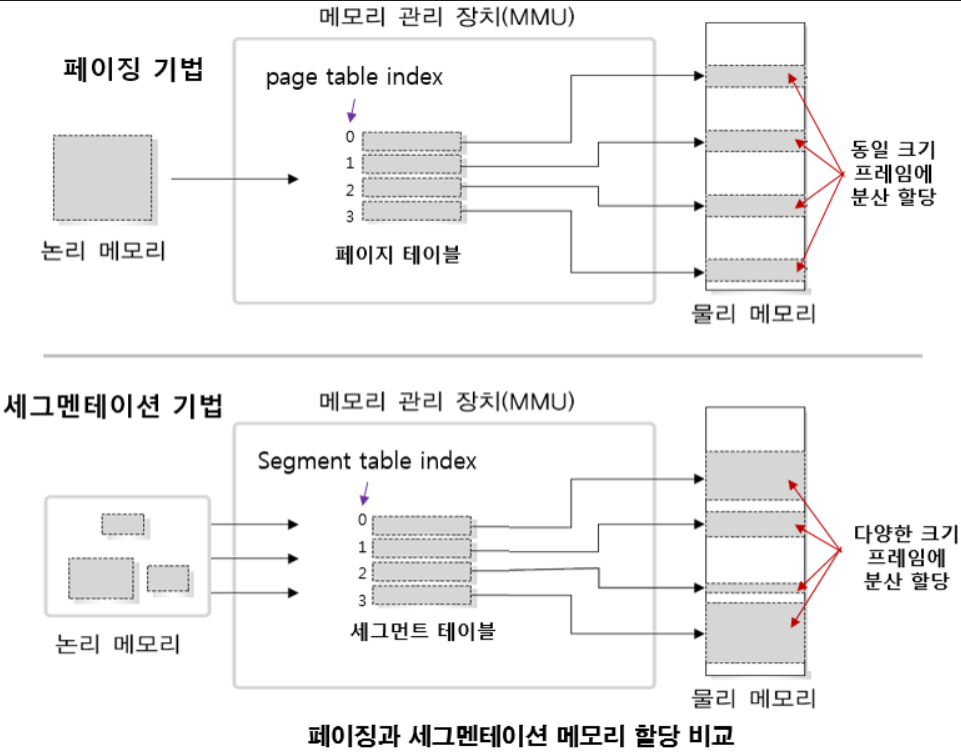 메모리 관리 장치(MMU)
페이징 기법
page table index
0
1
2
3
동일 크기
프레임에
분산 할당
논리 메모리
페이지 테이블
물리 메모리
세그멘테이션 기법
메모리 관리 장치(MMU)
Segment table index
0
1
2
3
다양한 크기
프레임에
분산 할당
논리 메모리
세그먼트 테이블
물리 메모리
페이징과 세그멘테이션 메모리 할당 비교